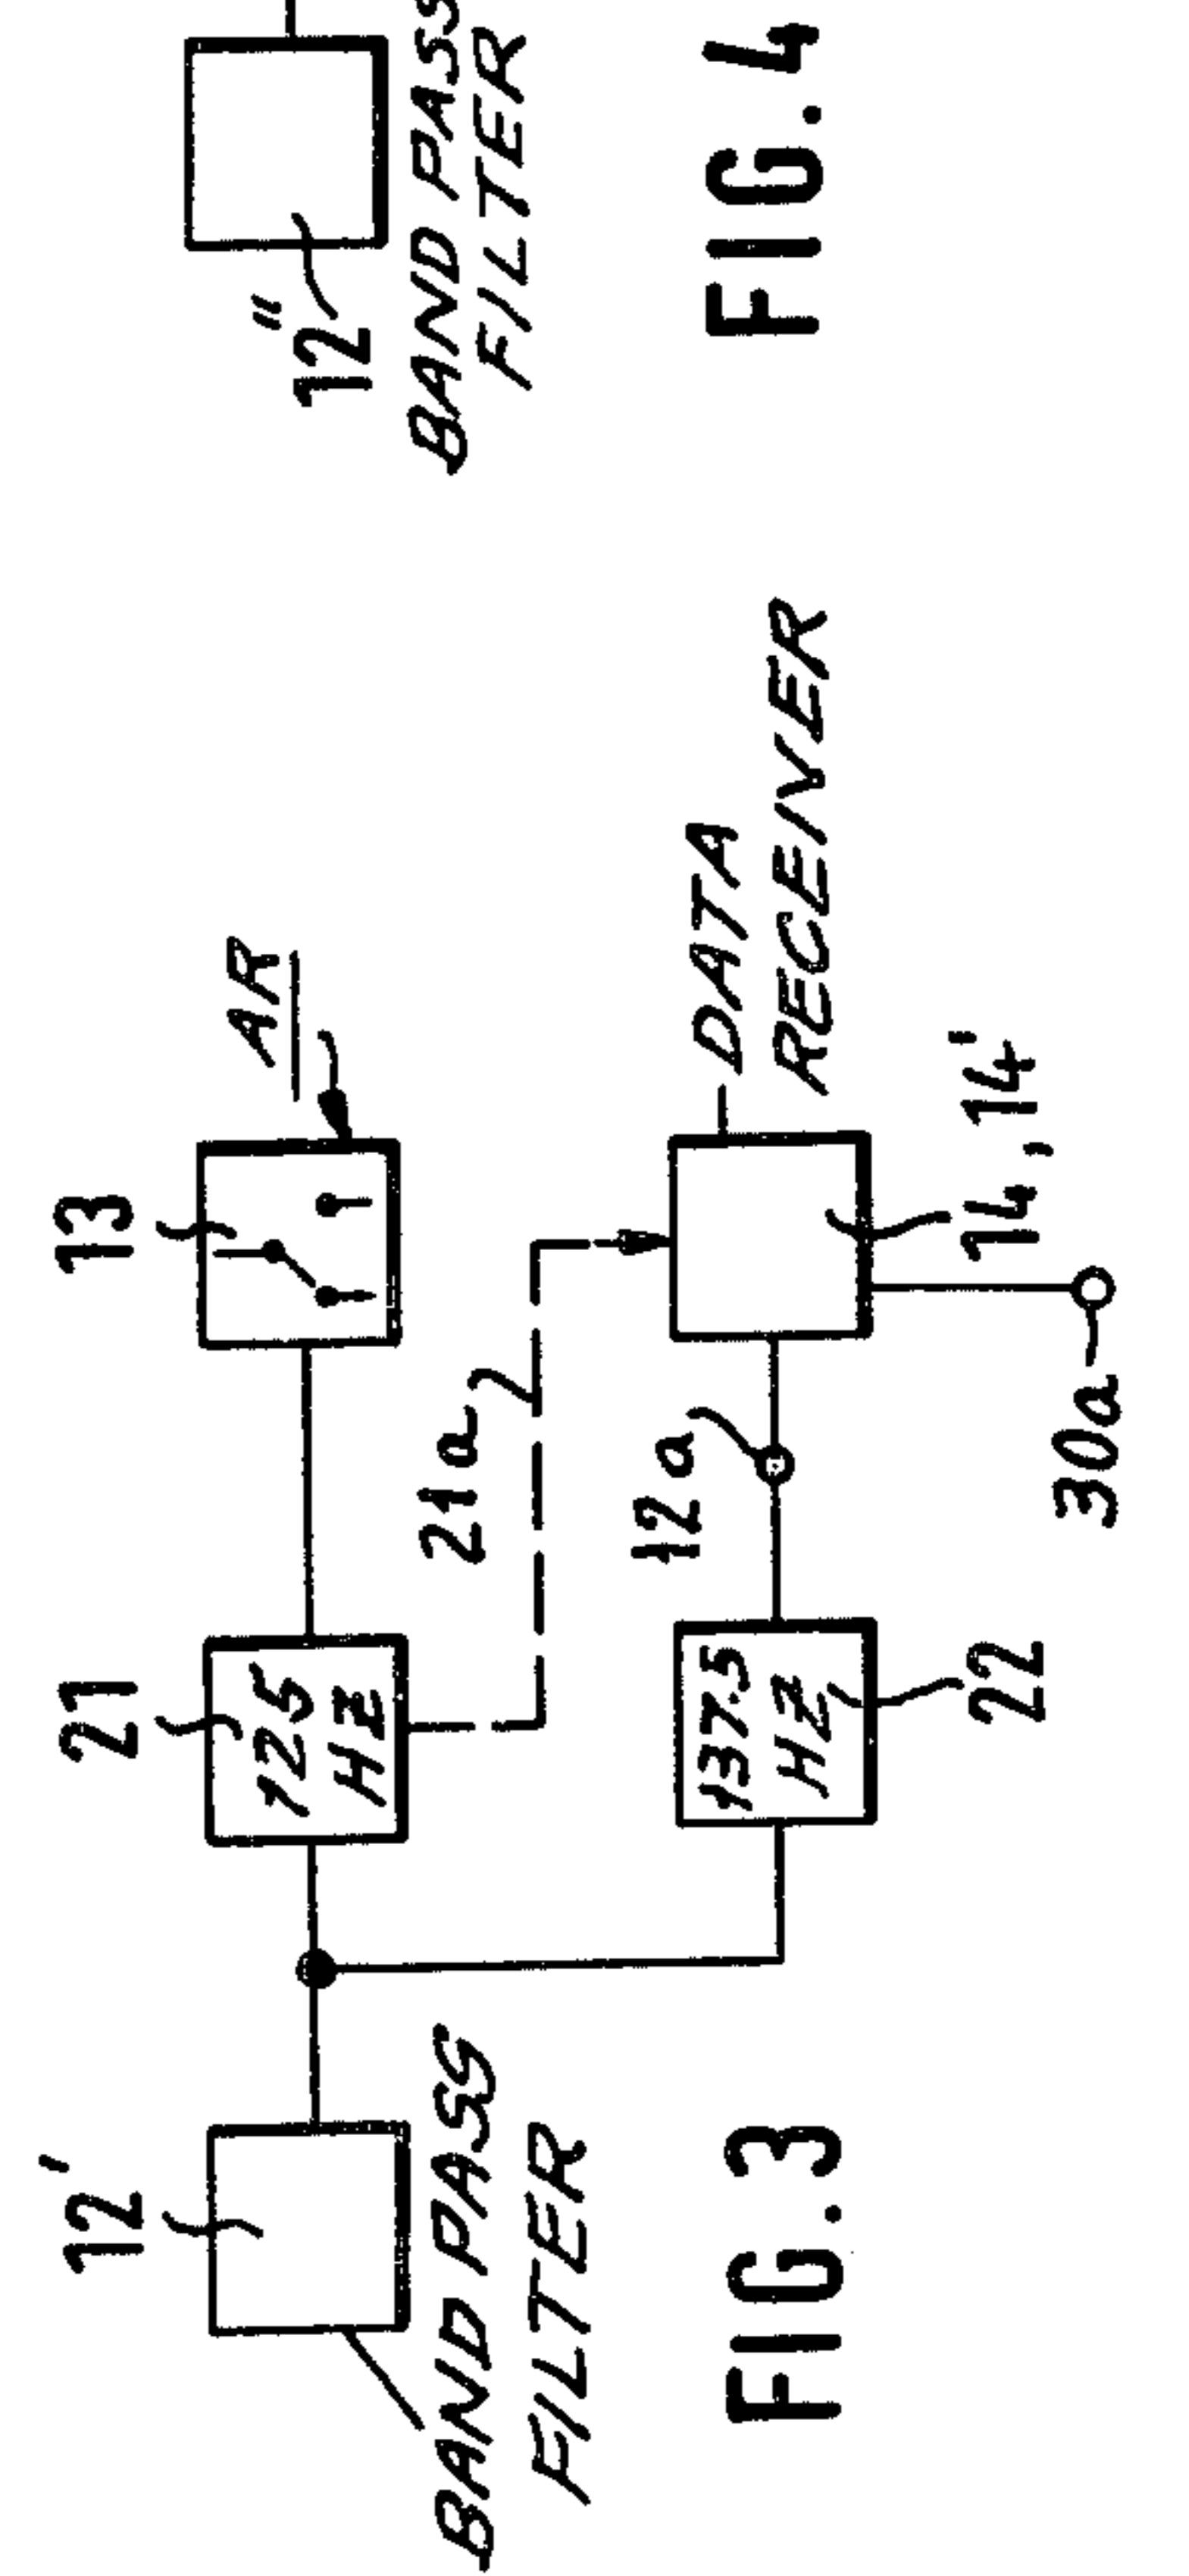 12'
BAND PASS
FILTER
21
125
HZ
13
AR
21a
12a
137.5
HZ
22
DATA
RECEIVER
14, 14'
30a
FIG. 3
12"
BAND PASS
FILTER
FIG. 4